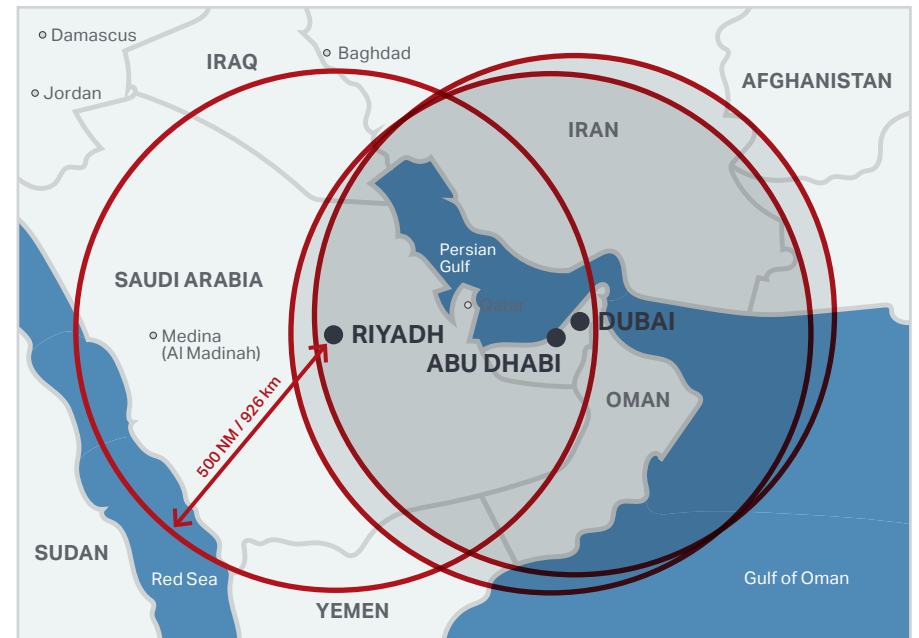 Damascus
IRAQ
Baghdad
AFGHANISTAN
Jordan
IRAN
Persian
Gulf
SAUDI ARABIA
Qatar
Medina
(Al Madinah)
RIYADH
DUBAI
ABU DHABI
OMAN
500 NM / 926 km
SUDAN
Red Sea
Gulf of Oman
YEMEN